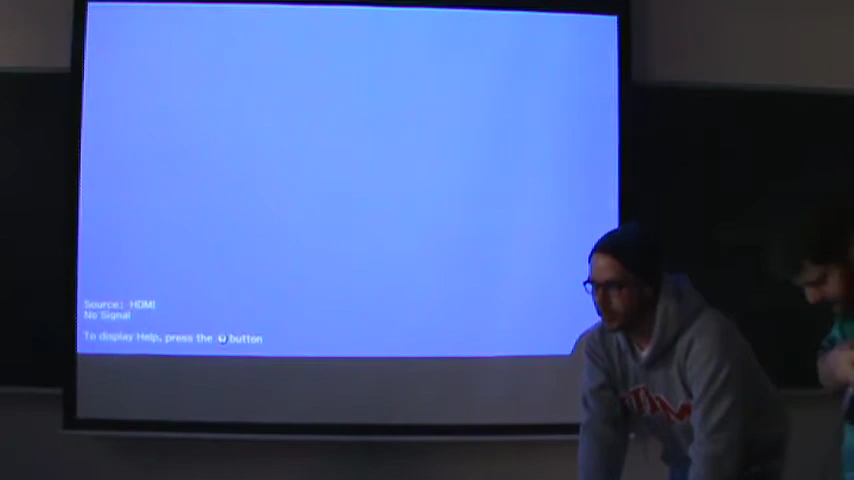 Source: HDMI
No Signal
To display Help, press the button